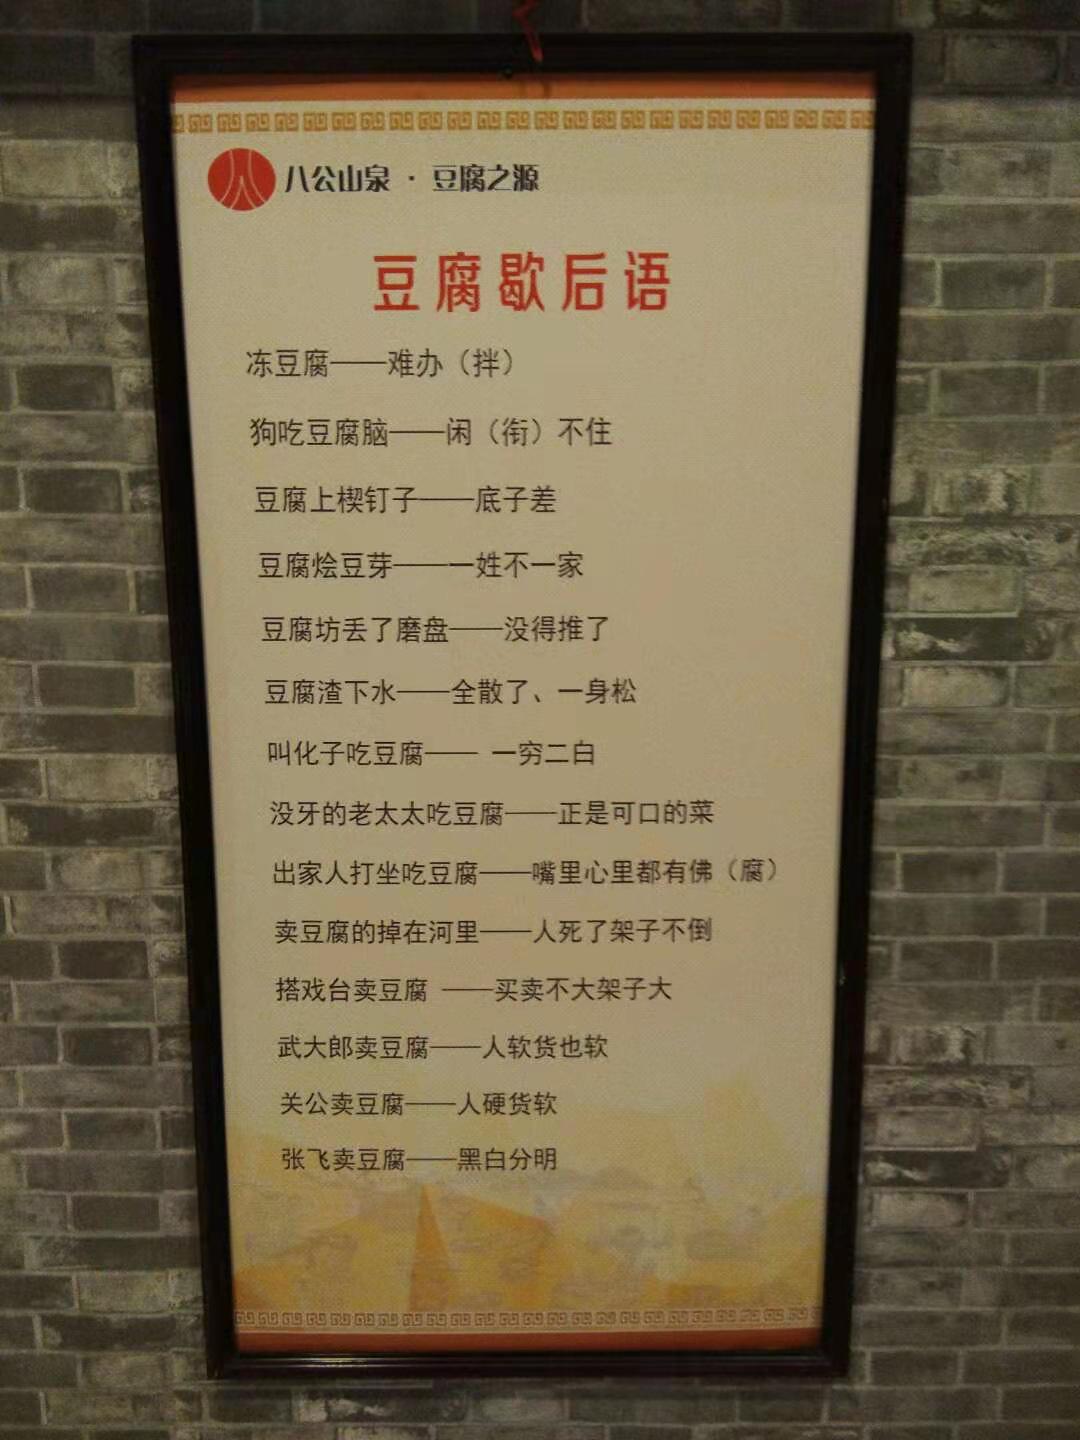 八公山泉 · 豆腐之源
豆腐歇后语
冻豆腐——难办（拌）
狗吃豆腐脑——闲（衔）不住
豆腐上楔钉子——底子差
豆腐烩豆芽——一姓不一家
豆腐坊丢了磨盘——没得推了
豆腐渣下水——全散了、一身松
叫化子吃豆腐—— 一穷二白
没牙的老太太吃豆腐——正是可口的菜
出家人打坐吃豆腐——嘴里心里都有佛（腐）
卖豆腐的掉在河里——人死了架子不倒
搭戏台卖豆腐 ——买卖不大架子大
武大郎卖豆腐——人软货也软
关公卖豆腐——人硬货软
张飞卖豆腐——黑白分明